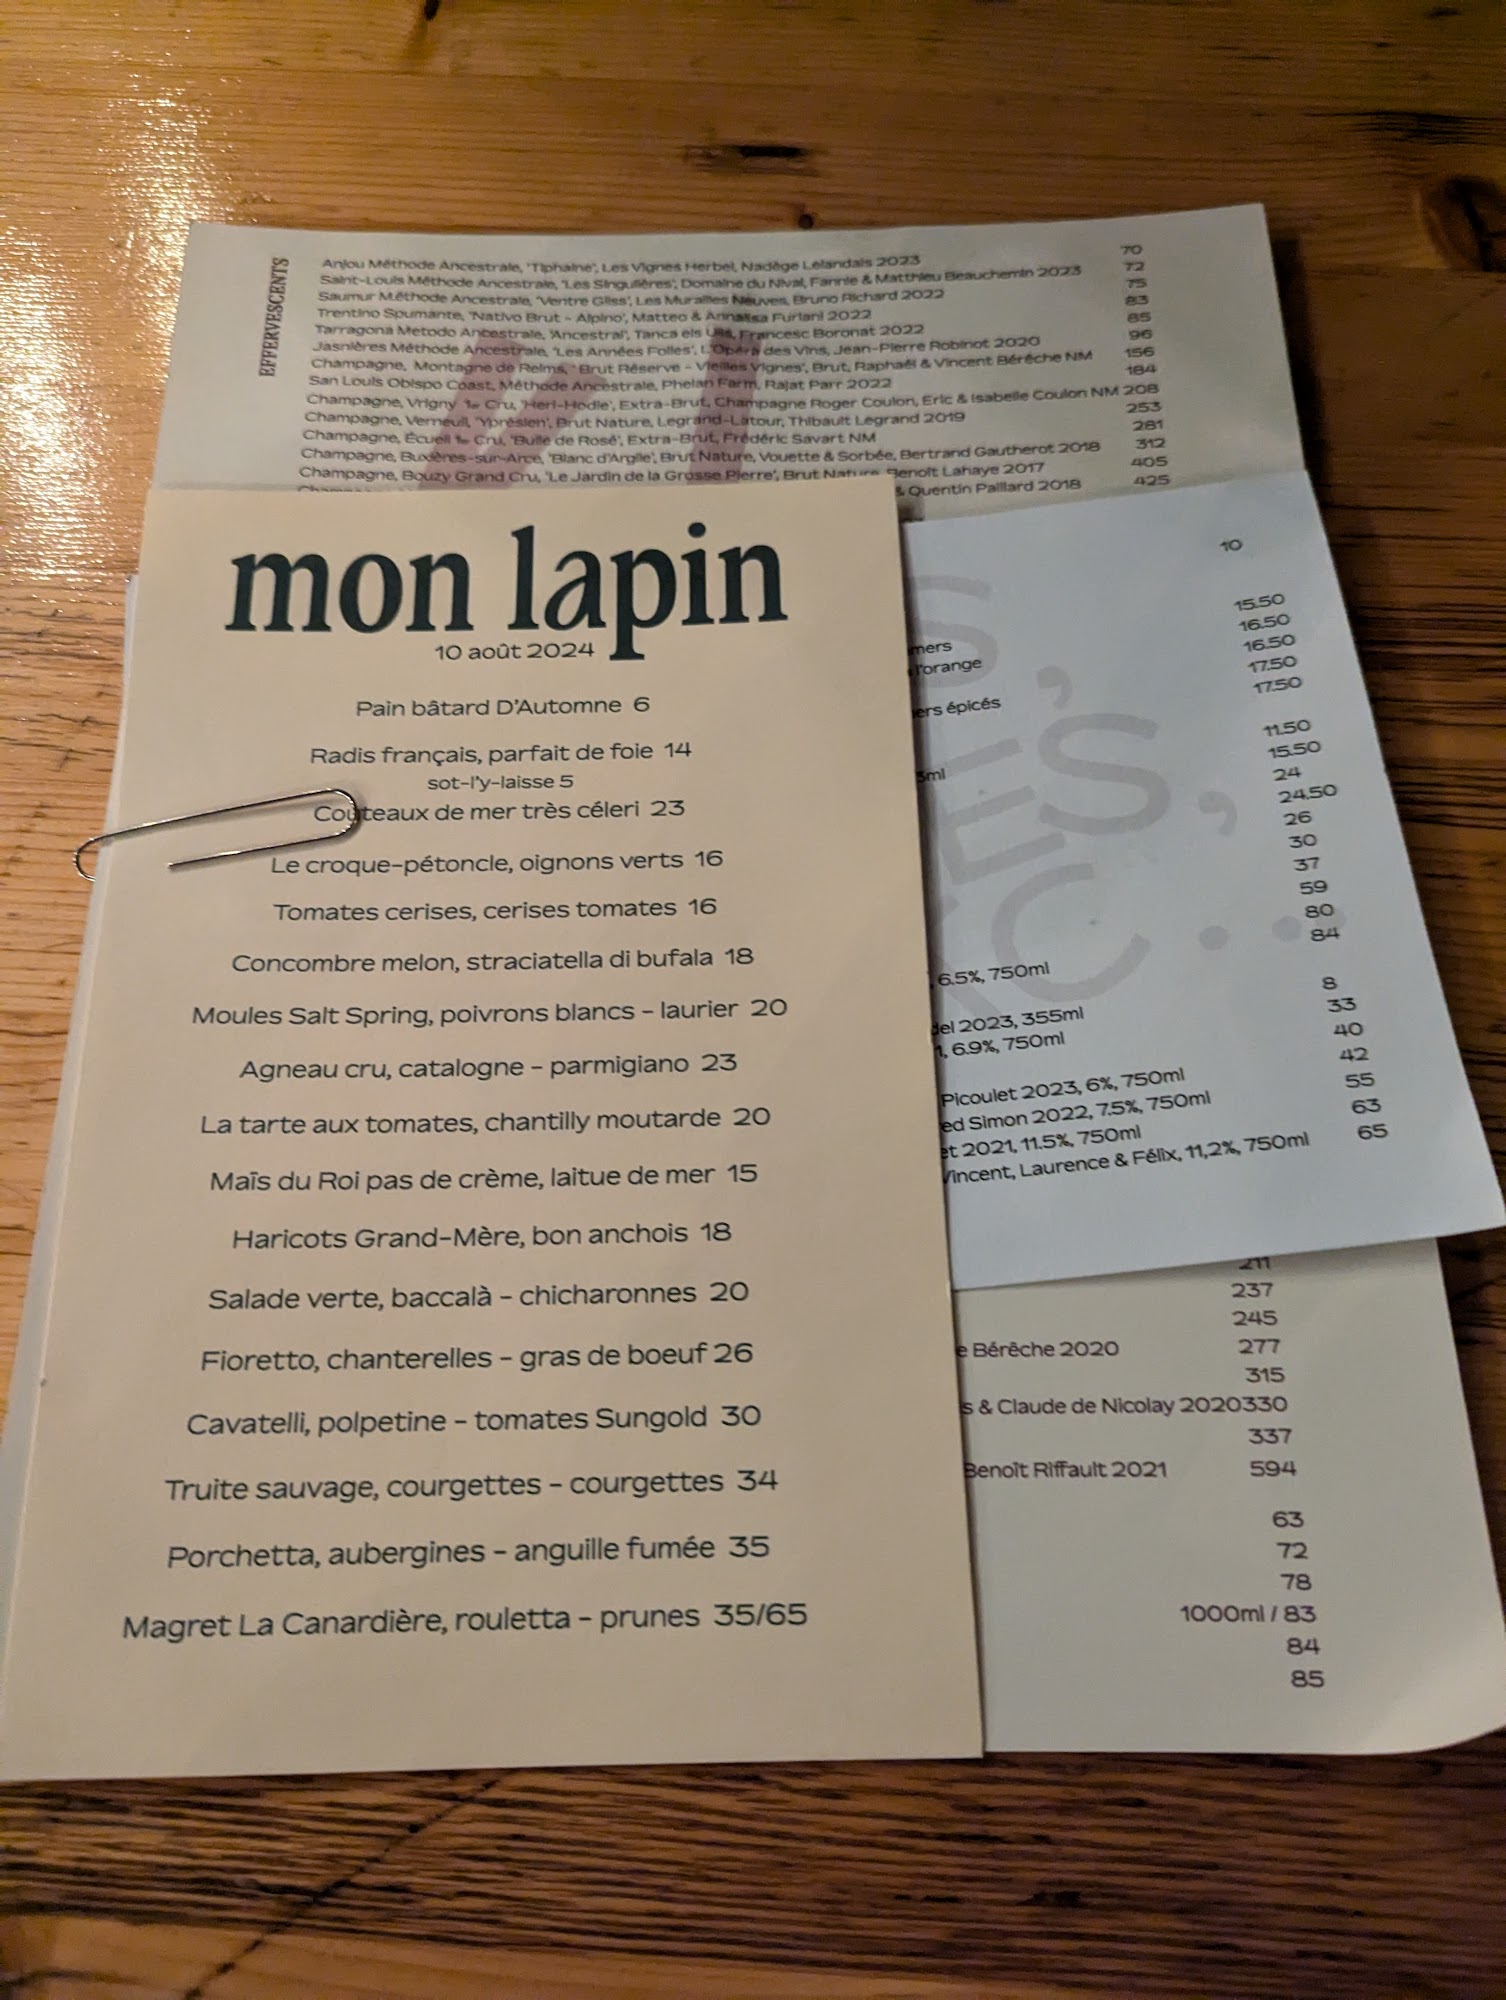 EFFERVESCENTS
Anjou Méthode Ancestrale, 'Tiphaine', Les Vignes Herbel, Nadège Lelandais 2023 70
Saint-Louis Méthode Ancestrale, 'Les Singulières', Domaine du Nival, Fannie & Matthieu Beauchemin 2023 72
Saumur Méthode Ancestrale, 'Ventre Gliss', Les Murailles Neuves, Bruno Richard 2022 75
Trentino Spumante, 'Nativo Brut - Alpino', Matteo & Annalisa Furlani 2022 83
Tarragona Metodo Ancestrale, 'Ancestral', Tanca els Ulls, Francesc Boronat 2022 85
Jasnières Méthode Ancestrale, 'Les Années Folles', L'Opéra des Vins, Jean-Pierre Robinot 2020 96
Champagne, Montagne de Reims, 'Brut Réserve - Vieilles Vignes', Brut, Raphaël & Vincent Bérêche NM 156
San Louis Obispo Coast, Méthode Ancestrale, Phelan Farm, Rajat Parr 2022 184
Champagne, Vrigny 1er Cru, 'Heri-Hodie', Extra-Brut, Champagne Roger Coulon, Eric & Isabelle Coulon NM 208
Champagne, Verneuil, 'Yprésien', Brut Nature, Legrand-Latour, Thibault Legrand 2019 253
Champagne, Écueil 1er Cru, 'Bulle de Rosé', Extra-Brut, Frédéric Savart NM 281
Champagne, Buxères-sur-Arce, 'Blanc d'Argile', Brut Nature, Vouette & Sorbée, Bertrand Gautherot 2018 312
Champagne, Bouzy Grand Cru, 'Le Jardin de la Grosse Pierre', Brut Nature, Benoît Lahaye 2017 405
& Quentin Paillard 2018 425
mon lapin
10 août 2024
Pain bâtard D'Automne 6
Radis français, parfait de foie 14
sot-l'y-laisse 5
Couteaux de mer très céleri 23
Le croque-pétoncle, oignons verts 16
Tomates cerises, cerises tomates 16
Concombre melon, straciatella di bufala 18
Moules Salt Spring, poivrons blancs - laurier 20
Agneau cru, catalogne - parmigiano 23
La tarte aux tomates, chantilly moutarde 20
Maïs du Roi pas de crème, laitue de mer 15
Haricots Grand-Mère, bon anchois 18
Salade verte, baccalà - chicharonnes 20
Fioretto, chanterelles - gras de boeuf 26
Cavatelli, polpetine - tomates Sungold 30
Truite sauvage, courgettes - courgettes 34
Porchetta, aubergines - anguille fumée 35
Magret La Canardière, rouletta - prunes 35/65
10
15.50
mers 16.50
l'orange 16.50
17.50
ers épicés 17.50
11.50
3ml 15.50
24
24.50
26
30
37
59
80
84
6.5%, 750ml
8
del 2023, 355ml 33
1, 6.9%, 750ml 40
42
Picoulet 2023, 6%, 750ml 55
ed Simon 2022, 7.5%, 750ml
et 2021, 11.5%, 750ml 63
Vincent, Laurence & Félix, 11,2%, 750ml 65
211
237
245
e Bérêche 2020 277
315
s & Claude de Nicolay 2020330
337
Benoît Riffault 2021 594
63
72
78
1000ml / 83
84
85